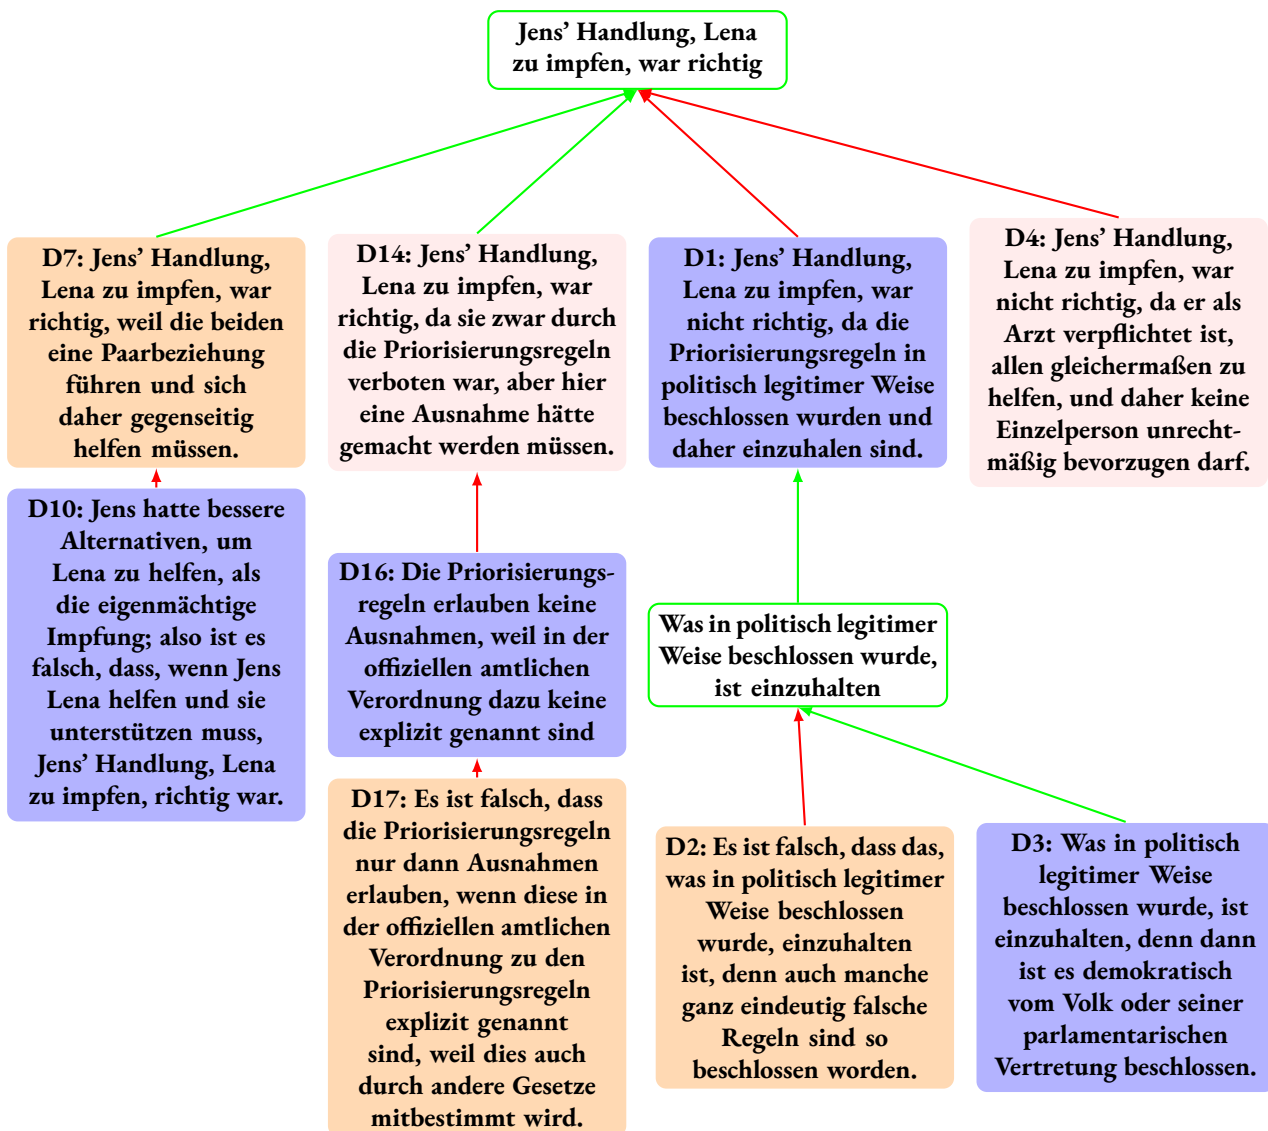 Jens’ Handlung, Lena
zu impfen, war richtig
D7: Jens’ Handlung,
Lena zu impfen, war
richtig, weil die beiden
eine Paarbeziehung
führen und sich
daher gegenseitig
helfen müssen.
D14: Jens’ Handlung,
Lena zu impfen, war
richtig, da sie zwar durch
die Priorisierungsregeln
verboten war, aber hier
eine Ausnahme hätte
gemacht werden müssen.
D1: Jens’ Handlung,
Lena zu impfen, war
nicht richtig, da die
Priorisierungsregeln in
politisch legitimer Weise
beschlossen wurden und
daher einzuhalen sind.
D4: Jens’ Handlung,
Lena zu impfen, war
nicht richtig, da er als
Arzt verpflichtet ist,
allen gleichermaßen zu
helfen, und daher keine
Einzelperson unrecht-
mäßig bevorzugen darf.
D10: Jens hatte bessere
Alternativen, um
Lena zu helfen, als
die eigenmächtige
Impfung; also ist es
falsch, dass, wenn Jens
Lena helfen und sie
unterstützen muss,
Jens’ Handlung, Lena
zu impfen, richtig war.
D16: Die Priorisierungs-
regeln erlauben keine
Ausnahmen, weil in der
offiziellen amtlichen
Verordnung dazu keine
explizit genannt sind
Was in politisch legitimer
Weise beschlossen wurde,
ist einzuhalten
D17: Es ist falsch, dass
die Priorisierungsregeln
nur dann Ausnahmen
erlauben, wenn diese in
der offiziellen amtlichen
Verordnung zu den
Priorisierungsregeln
explizit genannt
sind, weil dies auch
durch andere Gesetze
mitbestimmt wird.
D2: Es ist falsch, dass das,
was in politisch legitimer
Weise beschlossen
wurde, einzuhalten
ist, denn auch manche
ganz eindeutig falsche
Regeln sind so
beschlossen worden.
D3: Was in politisch
legitimer Weise
beschlossen wurde, ist
einzuhalten, denn dann
ist es demokratisch
vom Volk oder seiner
parlamentarischen
Vertretung beschlossen.